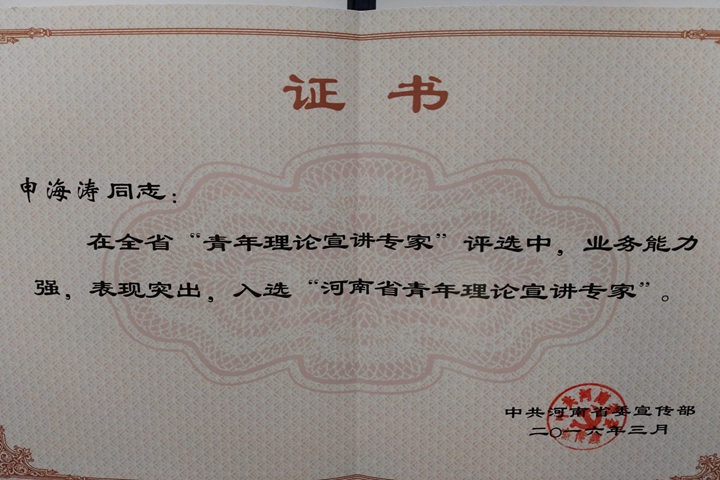 证书
申海涛同志：
在全省“青年理论宣讲专家”评选中，业务能力
强，表现突出，入选“河南省青年理论宣讲专家”。
中共河南省委宣传部
二〇一六年三月